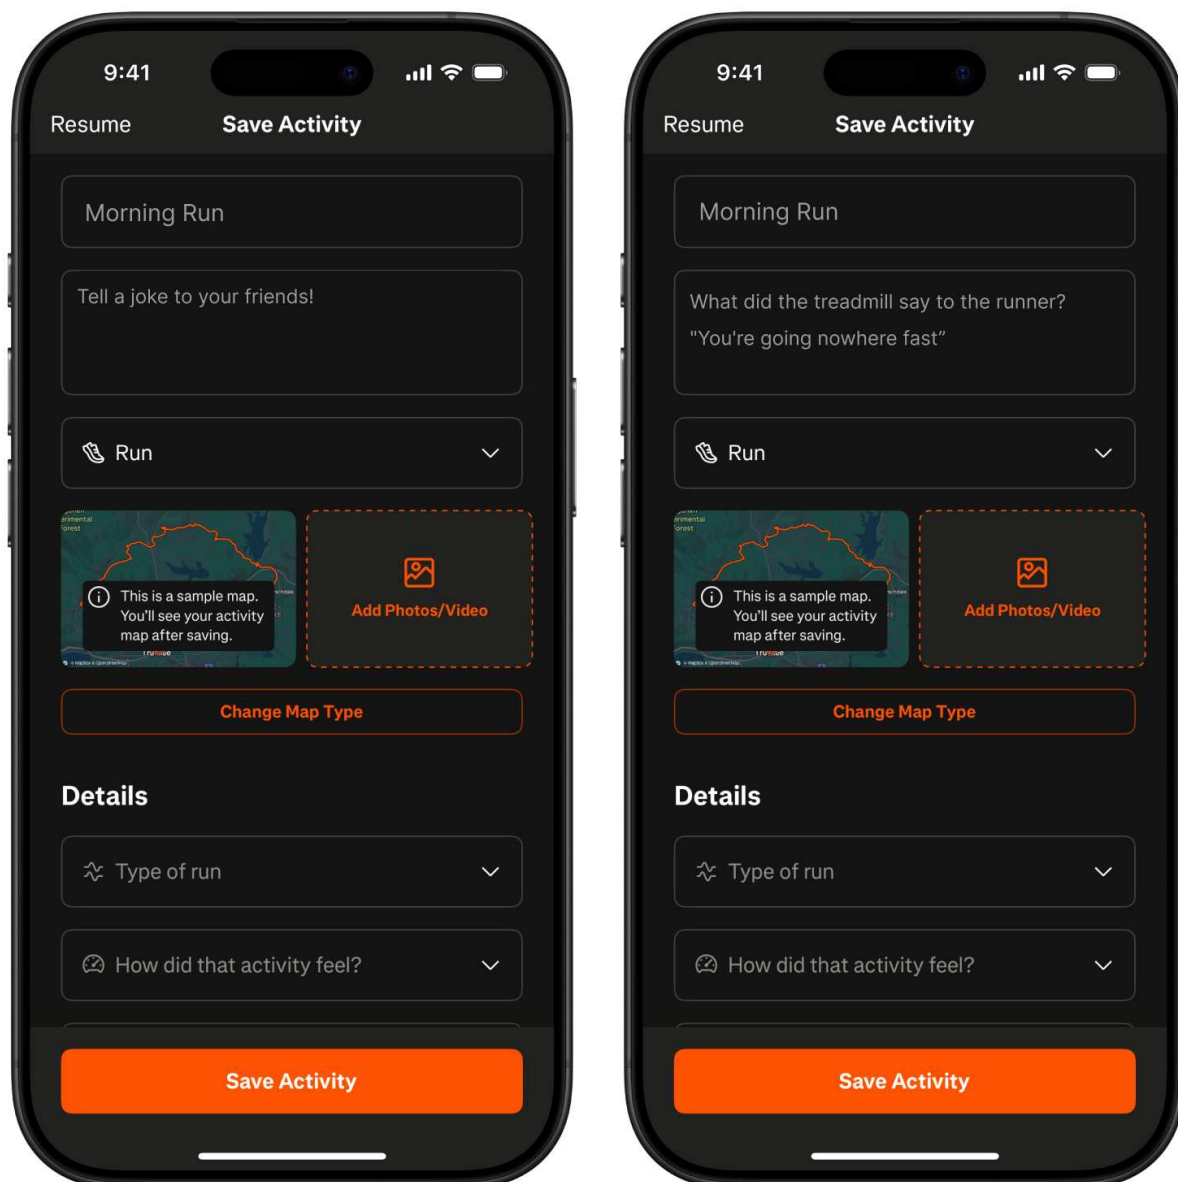 9:41
Resume
Save Activity
Morning Run
Tell a joke to your friends!
Run
erimental
Forest
This is a sample map.
You'll see your activity
map after saving.
Add Photos/Video
Change Map Type
Details
Type of run
How did that activity feel?
Save Activity
9:41
Resume
Save Activity
Morning Run
What did the treadmill say to the runner?
"You're going nowhere fast”
Run
erimental
Forest
This is a sample map.
You'll see your activity
map after saving.
Add Photos/Video
Change Map Type
Details
Type of run
How did that activity feel?
Save Activity